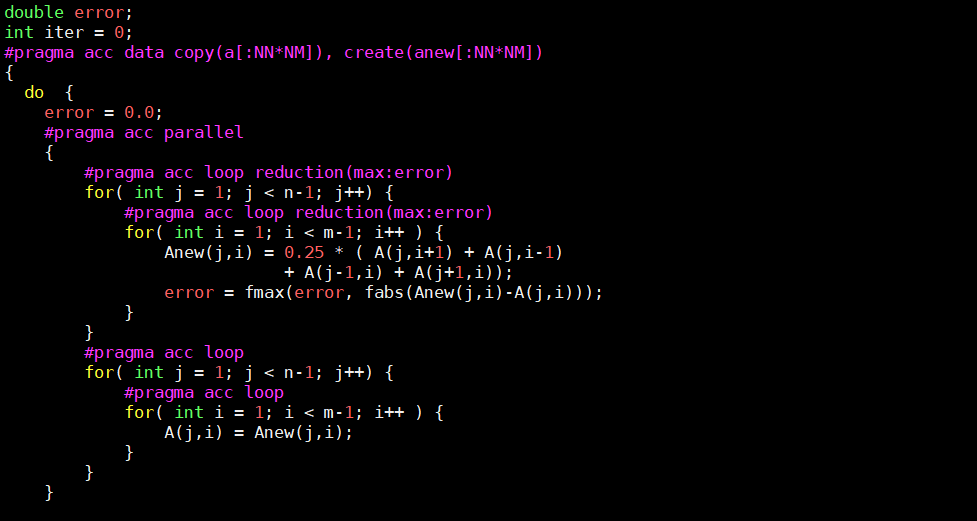 double error;
int iter = 0;
#pragma acc data copy(a[:NN*NM]), create(anew[:NN*NM])
{
  do  {
    error = 0.0;
    #pragma acc parallel
    {
        #pragma acc loop reduction(max:error)
        for( int j = 1; j < n-1; j++) {
            #pragma acc loop reduction(max:error)
            for( int i = 1; i < m-1; i++ ) {
                Anew(j,i) = 0.25 * ( A(j,i+1) + A(j,i-1)
                            + A(j-1,i) + A(j+1,i));
                error = fmax(error, fabs(Anew(j,i)-A(j,i)));
            }
        }
        #pragma acc loop
        for( int j = 1; j < n-1; j++) {
            #pragma acc loop
            for( int i = 1; i < m-1; i++ ) {
                A(j,i) = Anew(j,i);
            }
        }
    }